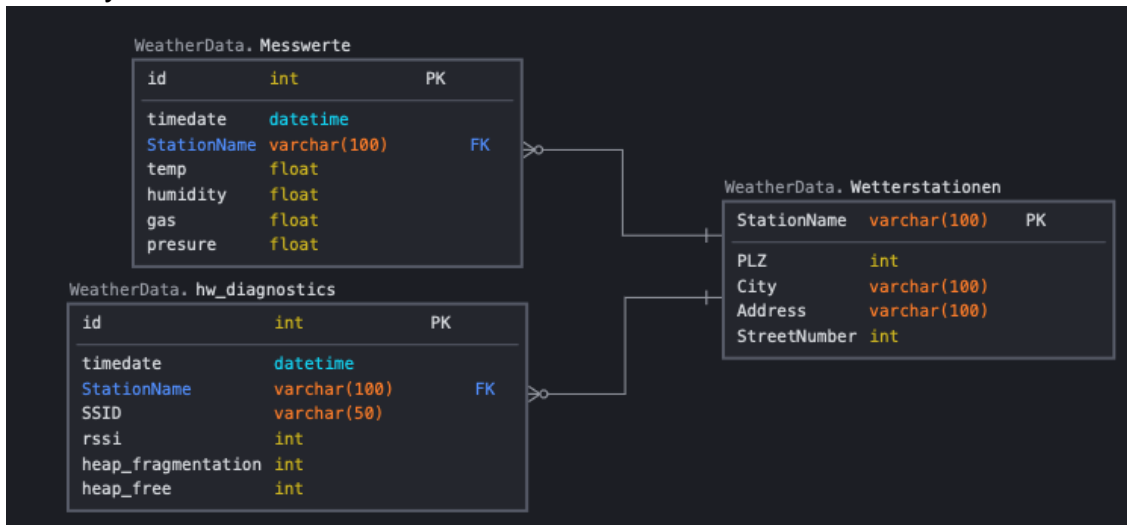 WeatherData. Messwerte
id int PK
timedate datetime
StationName varchar(100) FK
temp float
humidity float
gas float
presure float
WeatherData. hw_diagnostics
id int PK
timedate datetime
StationName varchar(100) FK
SSID varchar(50)
rssi int
heap_fragmentation int
heap_free int
WeatherData. Wetterstationen
StationName varchar(100) PK
PLZ int
City varchar(100)
Address varchar(100)
StreetNumber int